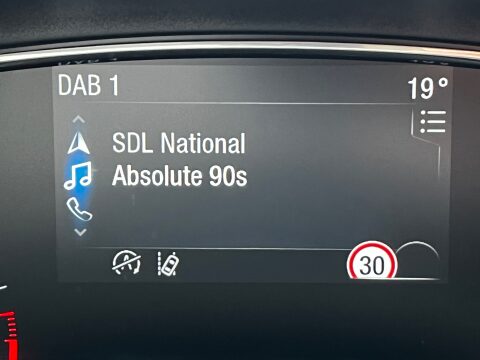 DAB 1
19°
SDL National
Absolute 90s
30